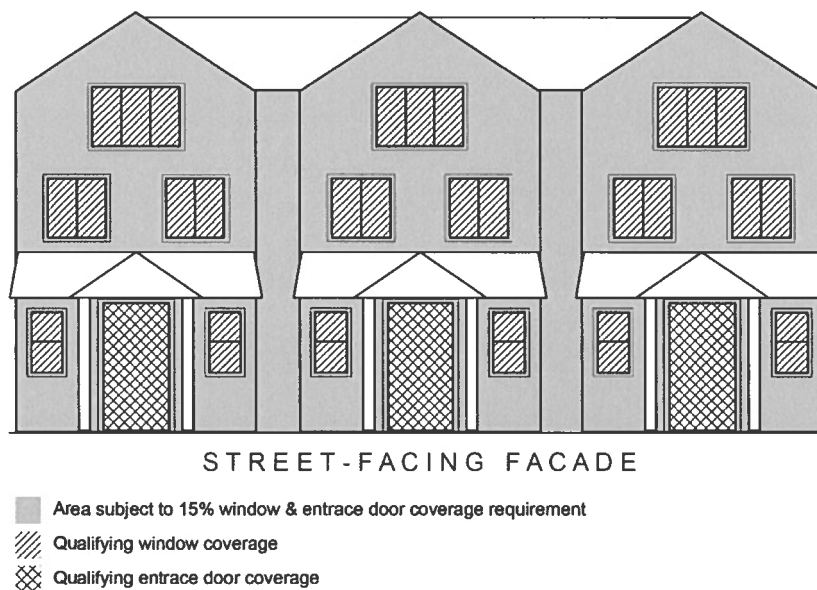 STREET-FACING FACADE
Area subject to 15% window & entrace door coverage requirement
Qualifying window coverage
Qualifying entrace door coverage